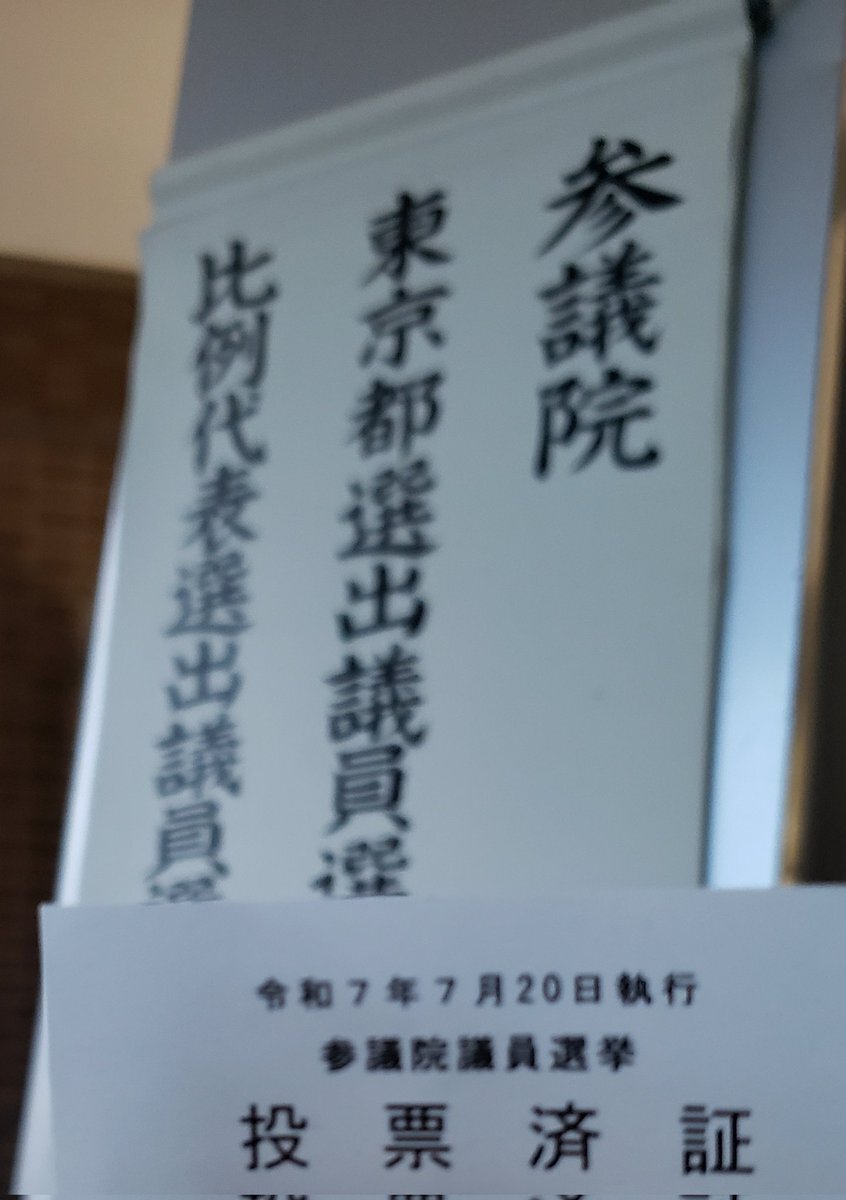 参議院
東京都選出議員選
比例代表選出議員選
令和7年7月20日執行
参議院議員選挙
投票済証